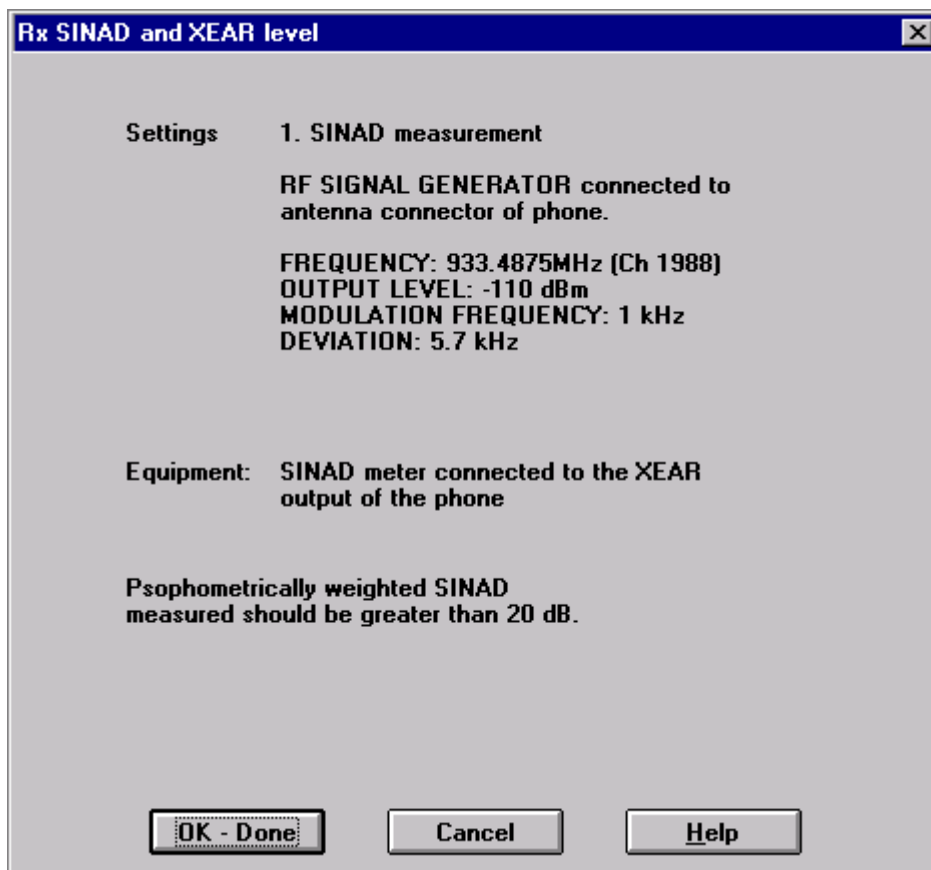 Rx SINAD and XEAR level
Settings 1. SINAD measurement
RF SIGNAL GENERATOR connected to
antenna connector of phone.
FREQUENCY: 933.4875MHz (Ch 1988)
OUTPUT LEVEL: -110 dBm
MODULATION FREQUENCY: 1 kHz
DEVIATION: 5.7 kHz
Equipment: SINAD meter connected to the XEAR
output of the phone
Psophometrically weighted SINAD
measured should be greater than 20 dB.
OK - Done Cancel Help